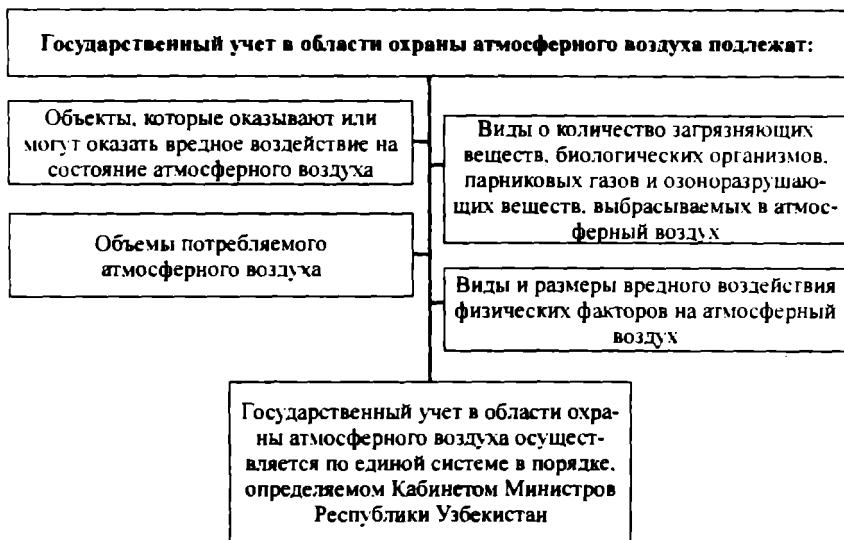 Государственный учет в области охраны атмосферного воздуха подлежат:
Объекты, которые оказывают или
могут оказать вредное воздействие на
состояние атмосферного воздуха
Виды о количество загрязняющих
веществ, биологических организмов,
парниковых газов и озоноразрушаю-
щих веществ, выбрасываемых в атмос-
ферный воздух
Объемы потребляемого
атмосферного воздуха
Виды и размеры вредного воздействия
физических факторов на атмосферный
воздух
Государственный учет в области охра-
ны атмосферного воздуха осущест-
вляется по единой системе в порядке,
определяемом Кабинетом Министров
Республики Узбекистан